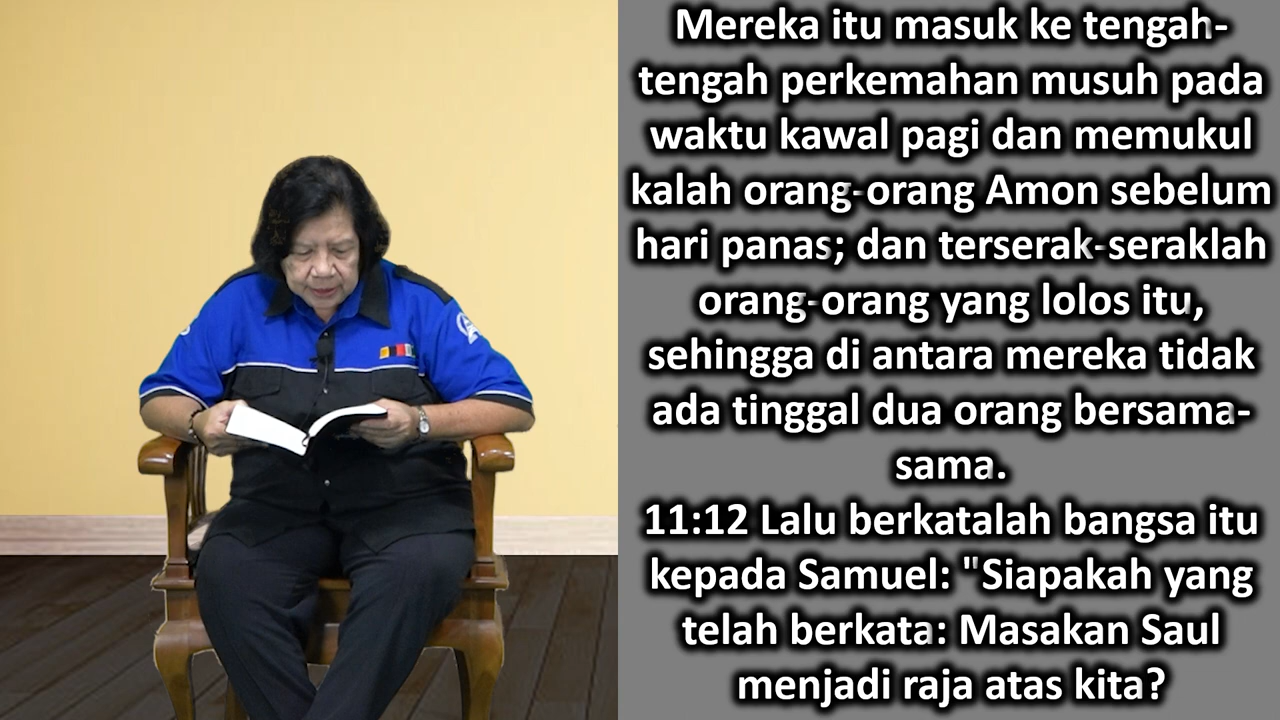 Mereka itu masuk ke tengah-
tengah perkemahan musuh pada
waktu kawal pagi dan memukul
kalah orang-orang Amon sebelum
hari panas; dan terserak-seraklah
orang-orang yang lolos itu,
sehingga di antara mereka tidak
ada tinggal dua orang bersama-
sama.
11:12 Lalu berkatalah bangsa itu
kepada Samuel: "Siapakah yang
telah berkata: Masakan Saul
menjadi raja atas kita?